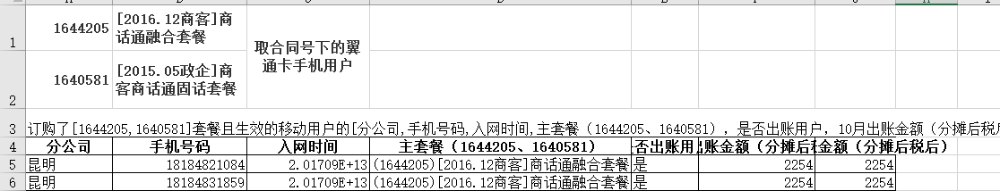 1
1644205
[2016.12商客]商
话通融合套餐
取合同号下的翼
通卡手机用户
2
1640581
[2015.05政企]商
客商话通固话套餐
3 订购了[1644205,1640581]套餐且生效的移动用户的[分公司,手机号码,入网时间,主套餐（1644205、1640581），是否出账用户，10月出账金额（分摊后税后
4 分公司 手机号码 入网时间 主套餐（1644205、1640581） 否出账用 账金额（分摊后 金额（分摊后税后）
5 昆明 18184821084 2.01709E+13 (1644205)[2016.12商客]商话通融合套餐 是 2254 2254
6 昆明 18184831859 2.01709E+13 (1644205)[2016.12商客]商话通融合套餐 是 2254 2254